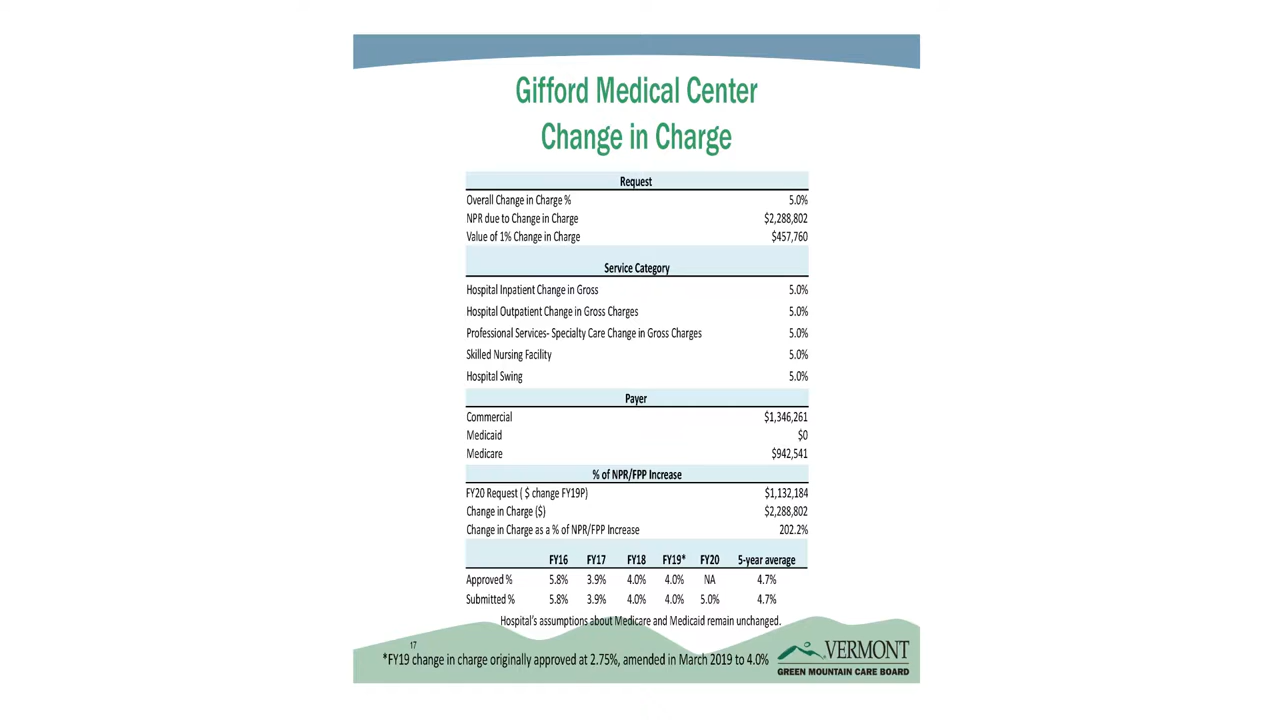 Gifford Medical Center
Change in Charge
Request
Overall Change in Charge % 5.0%
NPR due to Change in Charge $2,288,802
Value of 1% Change in Charge $457,760
Service Category
Hospital Inpatient Change in Gross 5.0%
Hospital Outpatient Change in Gross Charges 5.0%
Professional Services- Specialty Care Change in Gross Charges 5.0%
Skilled Nursing Facility 5.0%
Hospital Swing 5.0%
Payer
Commercial $1,346,261
Medicaid $0
Medicare $942,541
% of NPR/FPP Increase
FY20 Request ( $ change FY19P) $1,132,184
Change in Charge ($) $2,288,802
Change in Charge as a % of NPR/FPP Increase 202.2%
FY16 FY17 FY18 FY19* FY20 5-year average
Approved % 5.8% 3.9% 4.0% 4.0% NA 4.7%
Submitted % 5.8% 3.9% 4.0% 4.0% 5.0% 4.7%
Hospital's assumptions about Medicare and Medicaid remain unchanged.
17
*FY19 change in charge originally approved at 2.75%, amended in March 2019 to 4.0%
VERMONT
GREEN MOUNTAIN CARE BOARD